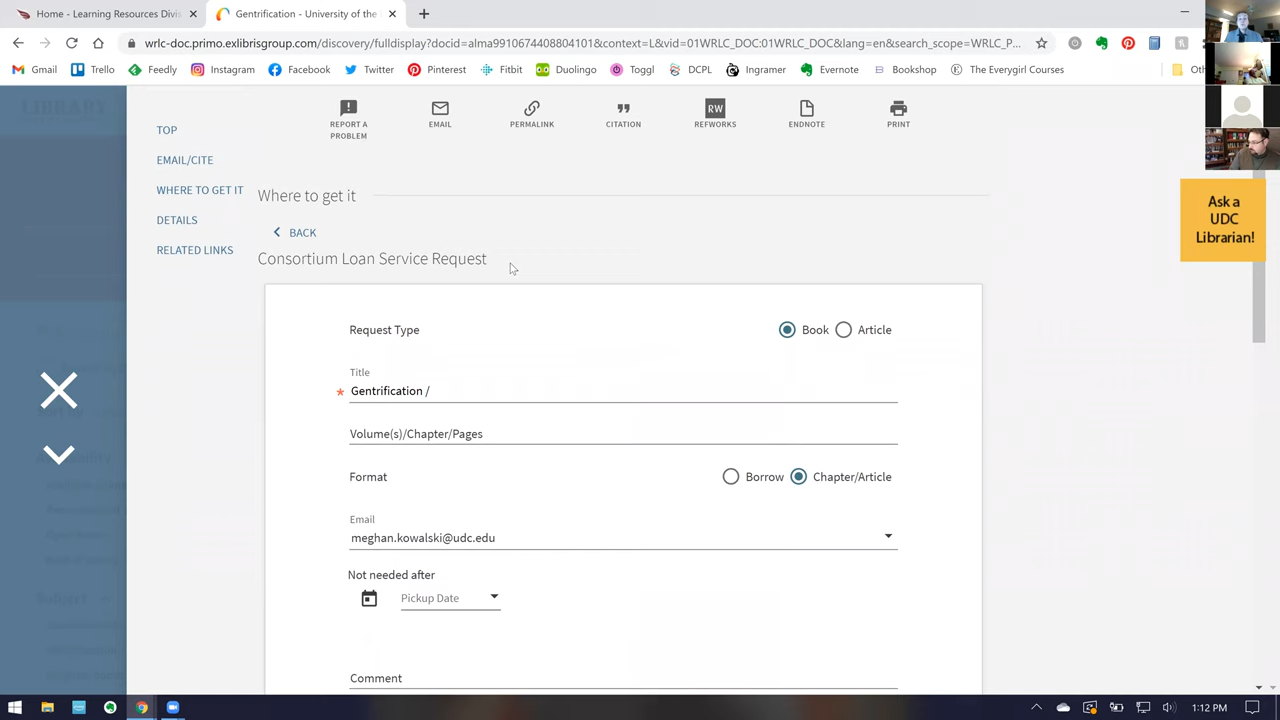 Home - Learning Resources Divis
Gentrification - University of the
wrlc-doc.primo.exlibrisgroup.com/discovery/fulldisplay?docid=alma991667440880​4101&context=L&vid=01WRLC_DOC:01WRLC_DOC&lang=en&search_scope=WRLC_P...
Gmail Trello Feedly Instagram Facebook Twitter Pinterest Fitbit Duolingo Toggl DCPL Ingramer Evernote Bookshop The Everygirl Courses Oth
LIBRARY
TOP
EMAIL/CITE
WHERE TO GET IT
DETAILS
RELATED LINKS
REPORT A
PROBLEM
EMAIL
PERMALINK
CITATION
RW
REFWORKS
ENDNOTE
PRINT
Ask a
UDC
Librarian!
Where to get it
BACK
Consortium Loan Service Request
Request Type Book Article
Title
* Gentrification /
Volume(s)/Chapter/Pages
Format Borrow Chapter/Article
Email
meghan.kowalski@udc.edu
Not needed after
Pickup Date
Comment
1:12 PM